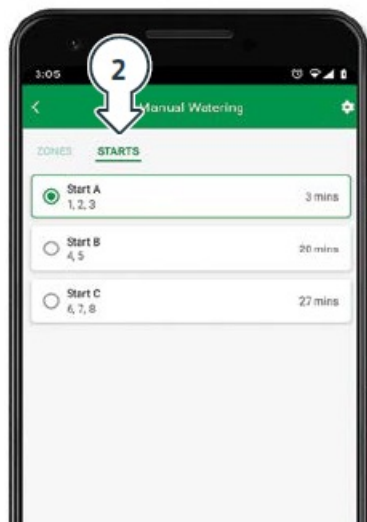 2
3:05
Manual Watering
ZONES STARTS
Start A
1, 2, 3
3 mins
Start B
4, 5
20 mins
Start C
6, 7, 8
27 mins